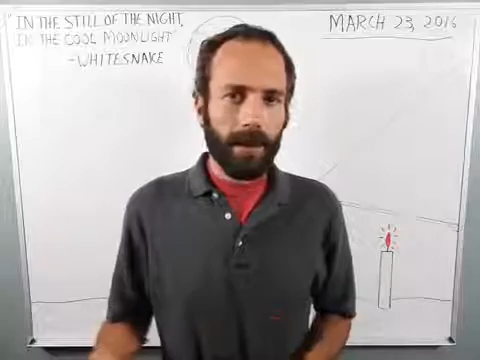 "IN THE STILL OF THE NIGHT,
IN THE COOL MOONLIGHT"
-WHITESNAKE
MARCH 23, 2016